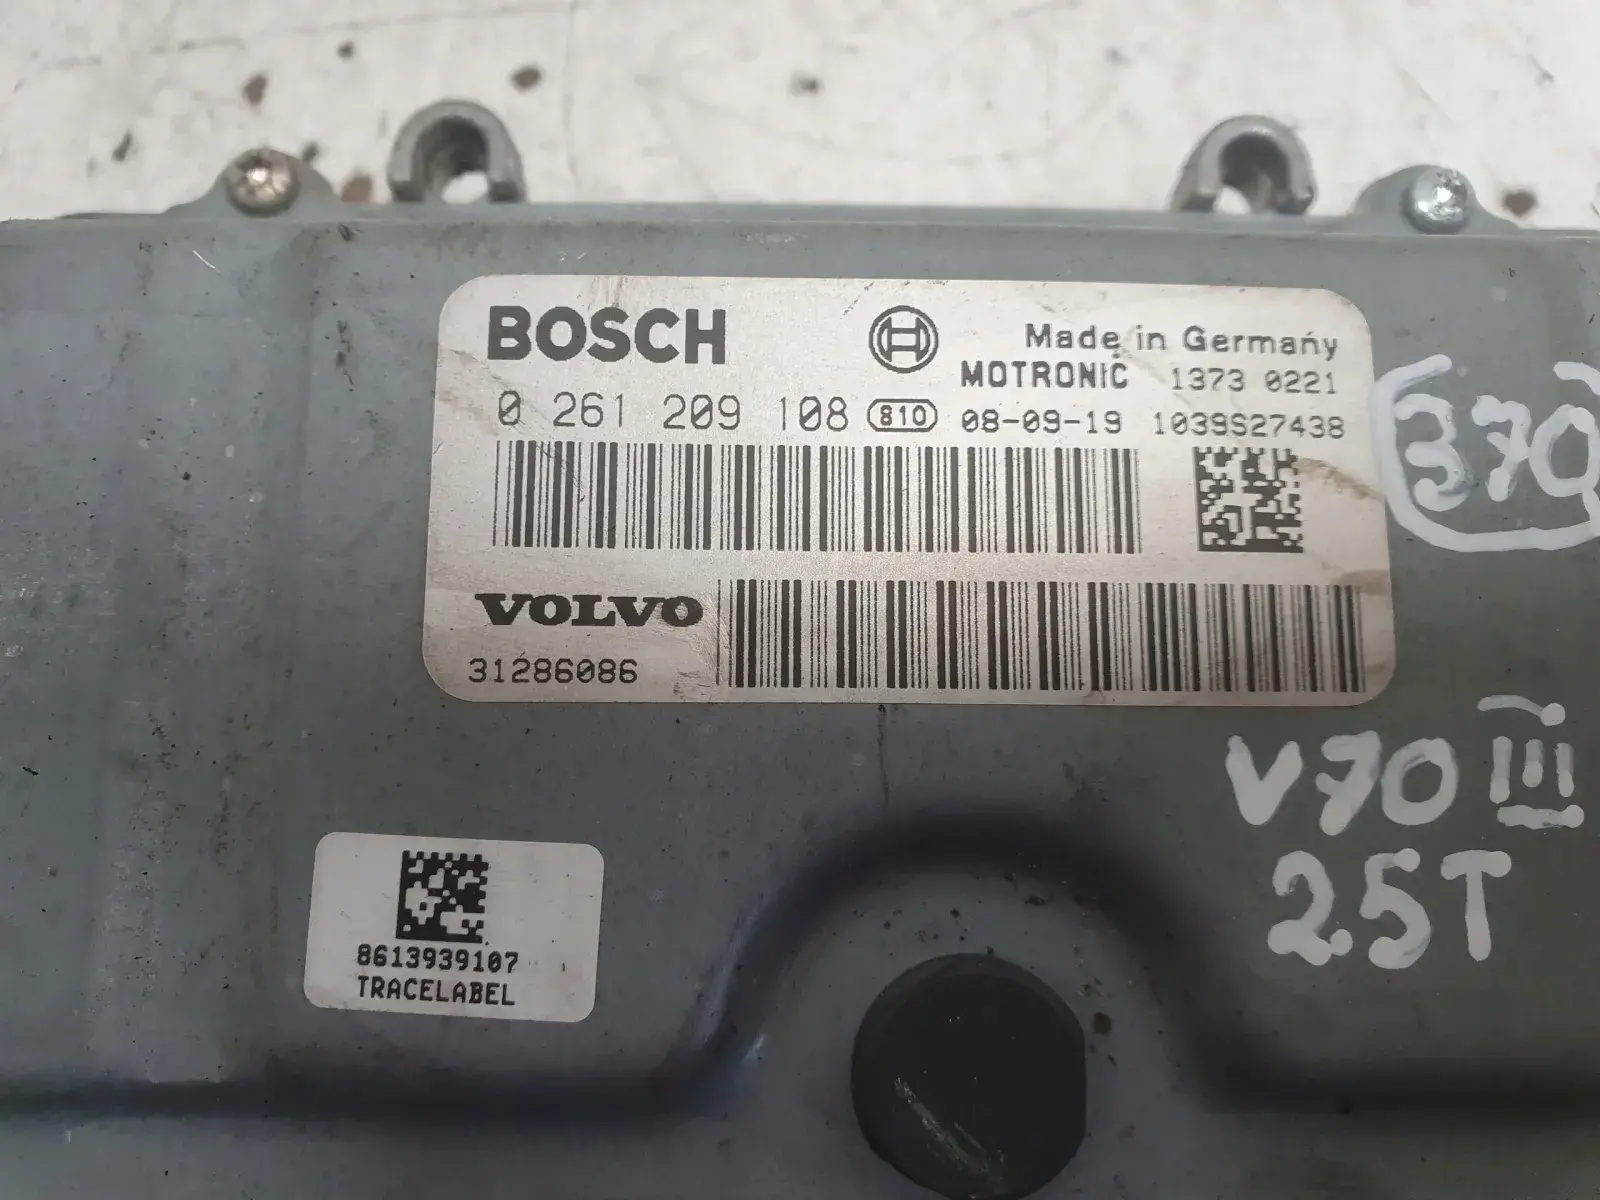 BOSCH
Made in Germany
MOTRONIC 1373 0221
0 261 209 108 810 08-09-19 1039S27438
370
VOLVO
31286086
V70 III
2.5T
8613939107
TRACELABEL